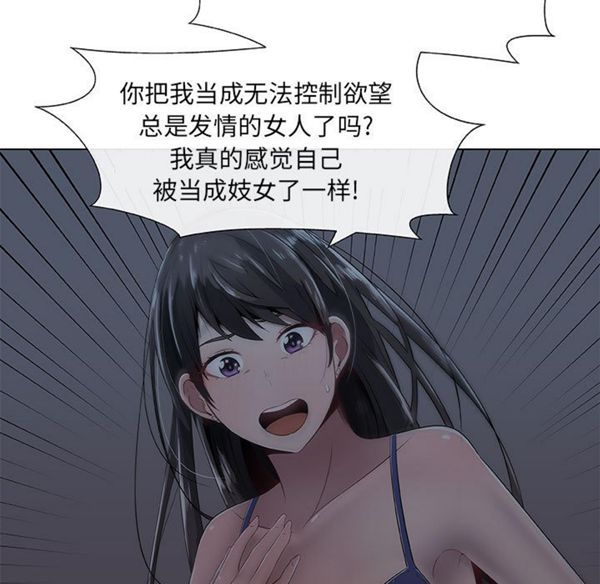 你把我当成无法控制欲望
总是发情的女人了吗?
我真的感觉自己
被当成妓女了一样!